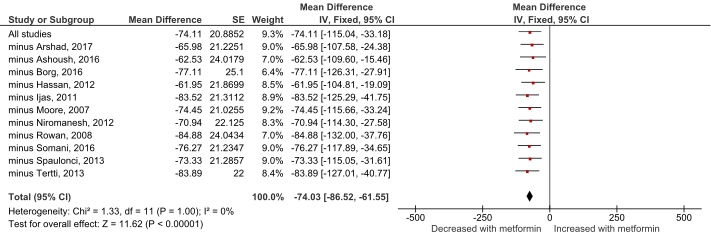 Mean Difference Mean Difference
Study or Subgroup Mean Difference SE Weight IV, Fixed, 95% CI IV, Fixed, 95% CI
All studies -74.11 20.8852 9.3% -74.11 [-115.04, -33.18]
minus Arshad, 2017 -65.98 21.2251 9.0% -65.98 [-107.58, -24.38]
minus Ashoush, 2016 -62.53 24.0179 7.0% -62.53 [-109.60, -15.46]
minus Borg, 2016 -77.11 25.1 6.4% -77.11 [-126.31, -27.91]
minus Hassan, 2012 -61.95 21.8699 8.5% -61.95 [-104.81, -19.09]
minus Ijas, 2011 -83.52 21.3112 8.9% -83.52 [-125.29, -41.75]
minus Moore, 2007 -74.45 21.0255 9.2% -74.45 [-115.66, -33.24]
minus Niromanesh, 2012 -70.94 22.125 8.3% -70.94 [-114.30, -27.58]
minus Rowan, 2008 -84.88 24.0434 7.0% -84.88 [-132.00, -37.76]
minus Somani, 2016 -76.27 21.2347 9.0% -76.27 [-117.89, -34.65]
minus Spaulonci, 2013 -73.33 21.2857 8.9% -73.33 [-115.05, -31.61]
minus Tertti, 2013 -83.89 22 8.4% -83.89 [-127.01, -40.77]
Total (95% CI) 100.0% -74.03 [-86.52, -61.55]
Heterogeneity: Chi² = 1.33, df = 11 (P = 1.00); I² = 0%
Test for overall effect: Z = 11.62 (P < 0.00001)
-500 -250 0 250 500
Decreased with metformin Increased with metformin